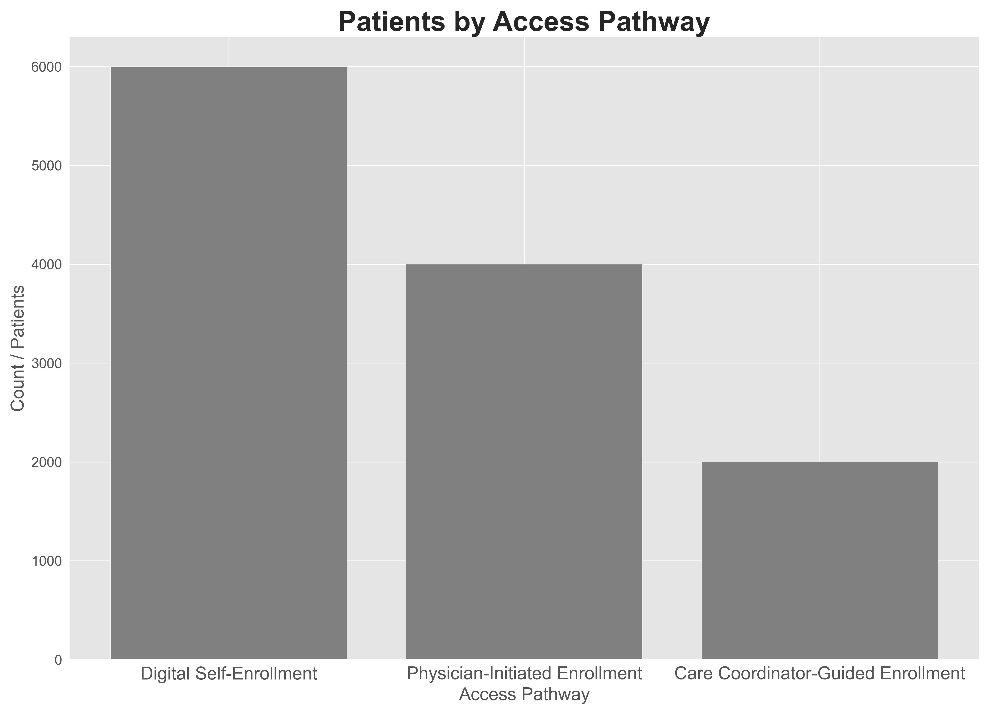 Patients by Access Pathway
Count / Patients
6000
5000
4000
3000
2000
1000
0
Digital Self-Enrollment
Physician-Initiated Enrollment
Care Coordinator-Guided Enrollment
Access Pathway